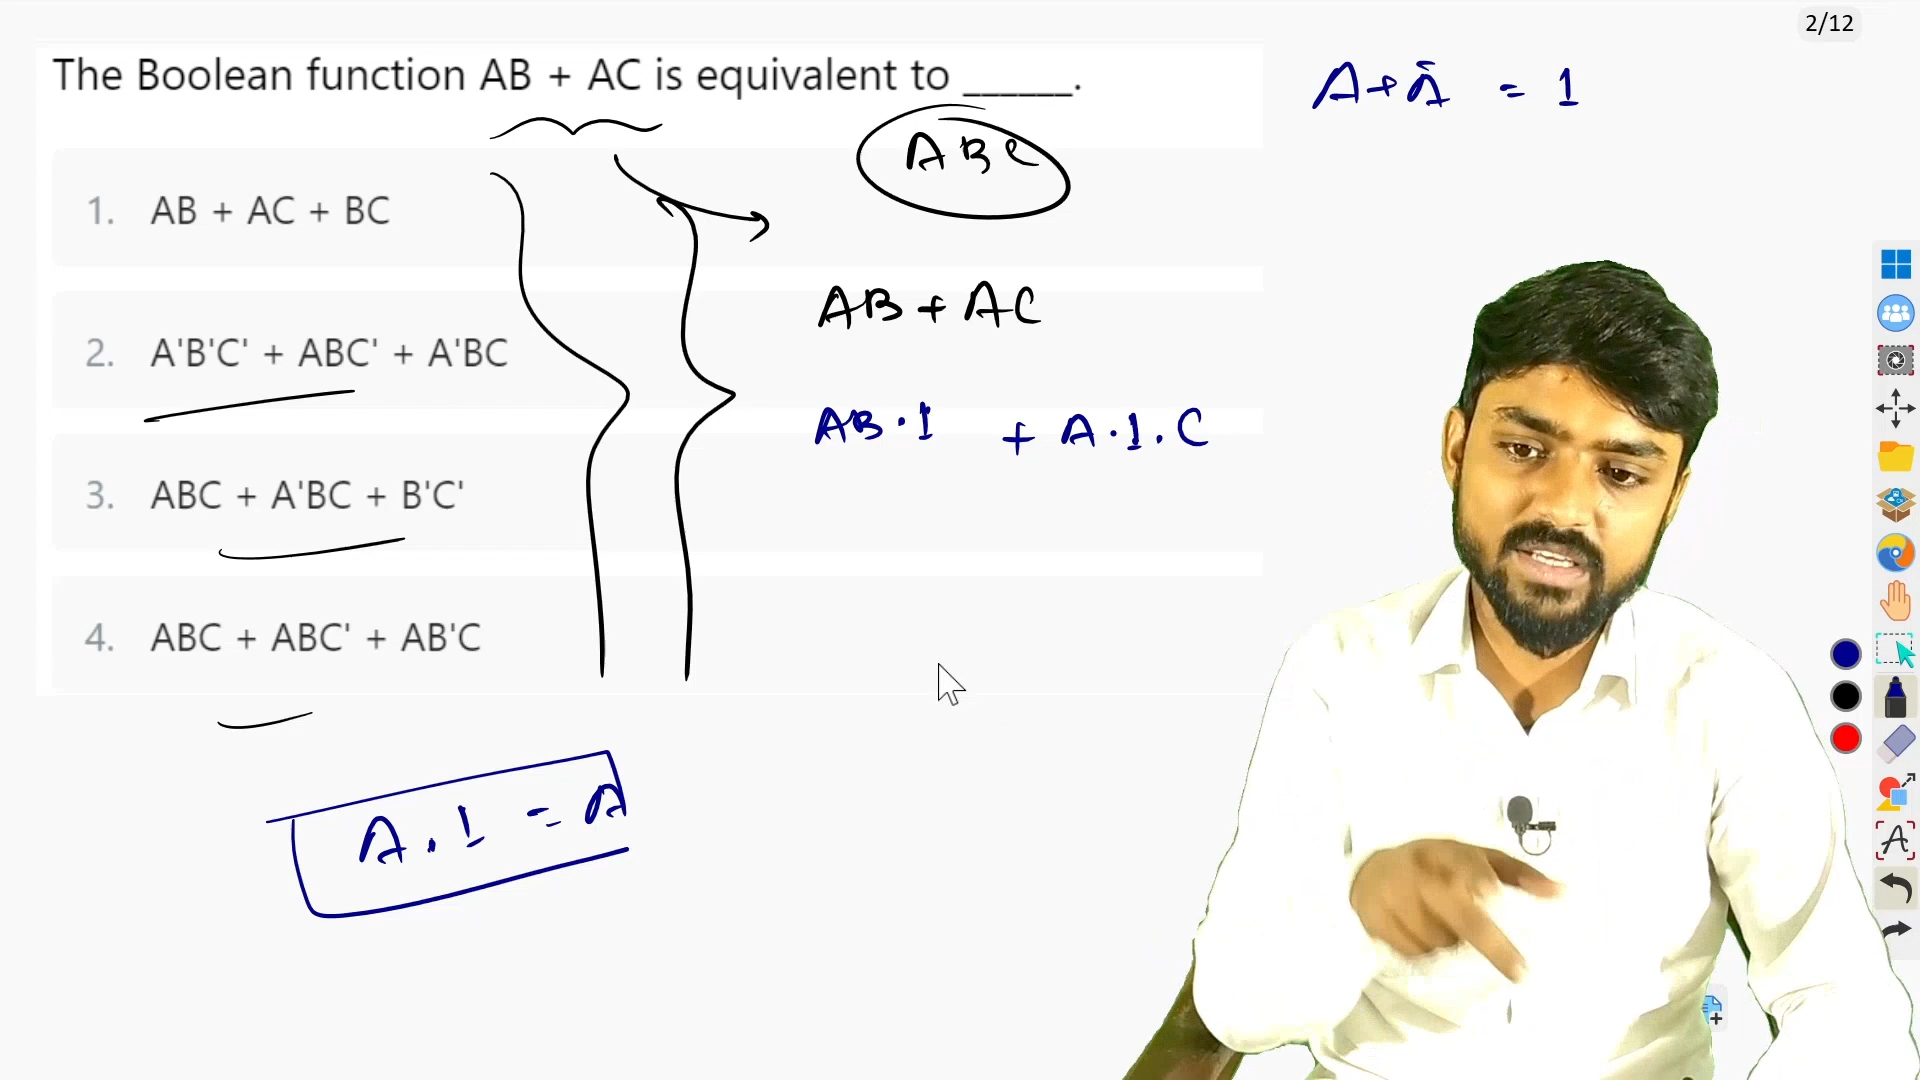 2/12
The Boolean function AB + AC is equivalent to ______.
A + Ā = 1
ABC
1. AB + AC + BC
AB + AC
2. A'B'C' + ABC' + A'BC
AB · 1 + A · 1 · C
3. ABC + A'BC + B'C'
4. ABC + ABC' + AB'C
A . 1 = A